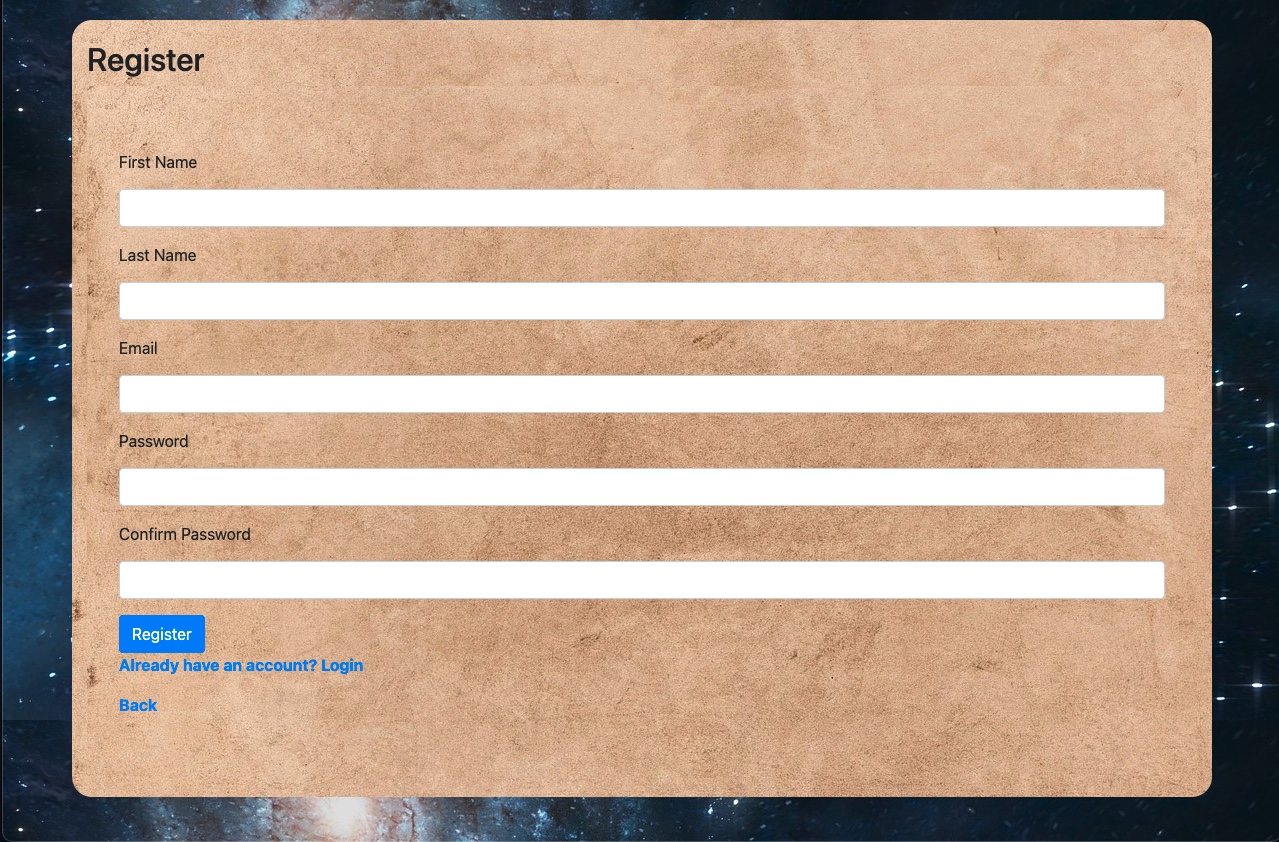 Register
First Name
Last Name
Email
Password
Confirm Password
Register
Already have an account? Login
Back